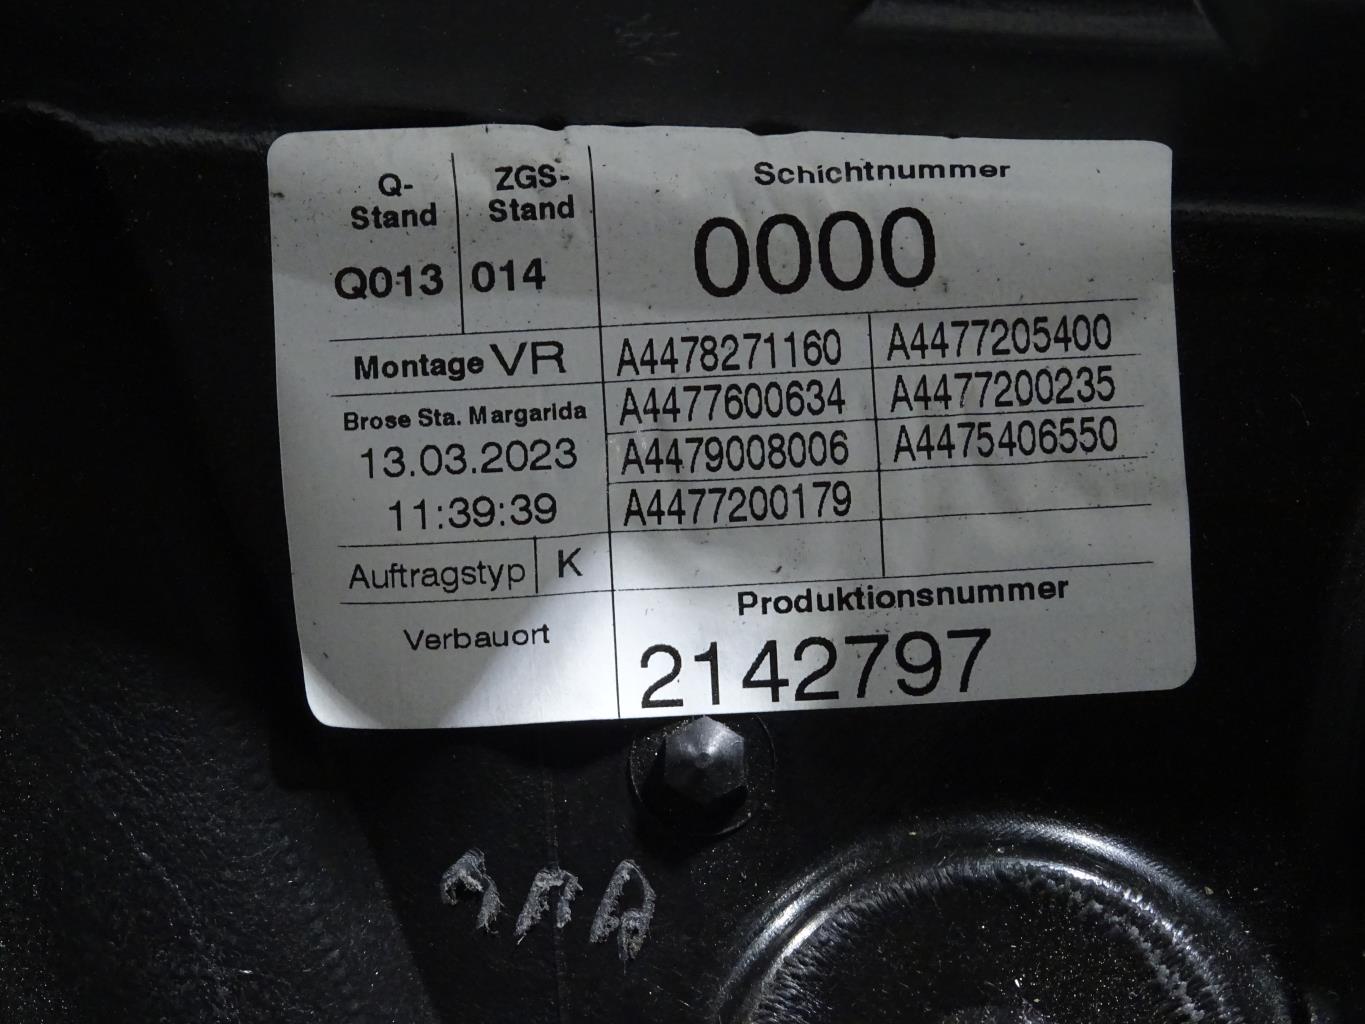 Q-Stand
ZGS-Stand
Schichtnummer
Q013
014
0000
Montage VR
A4478271160
A4477205400
Brose Sta. Margarida
A4477600634
A4477200235
13.03.2023
A4479008006
A4475406550
11:39:39
A4477200179
Auftragstyp K
Produktionsnummer
Verbauort
2142797